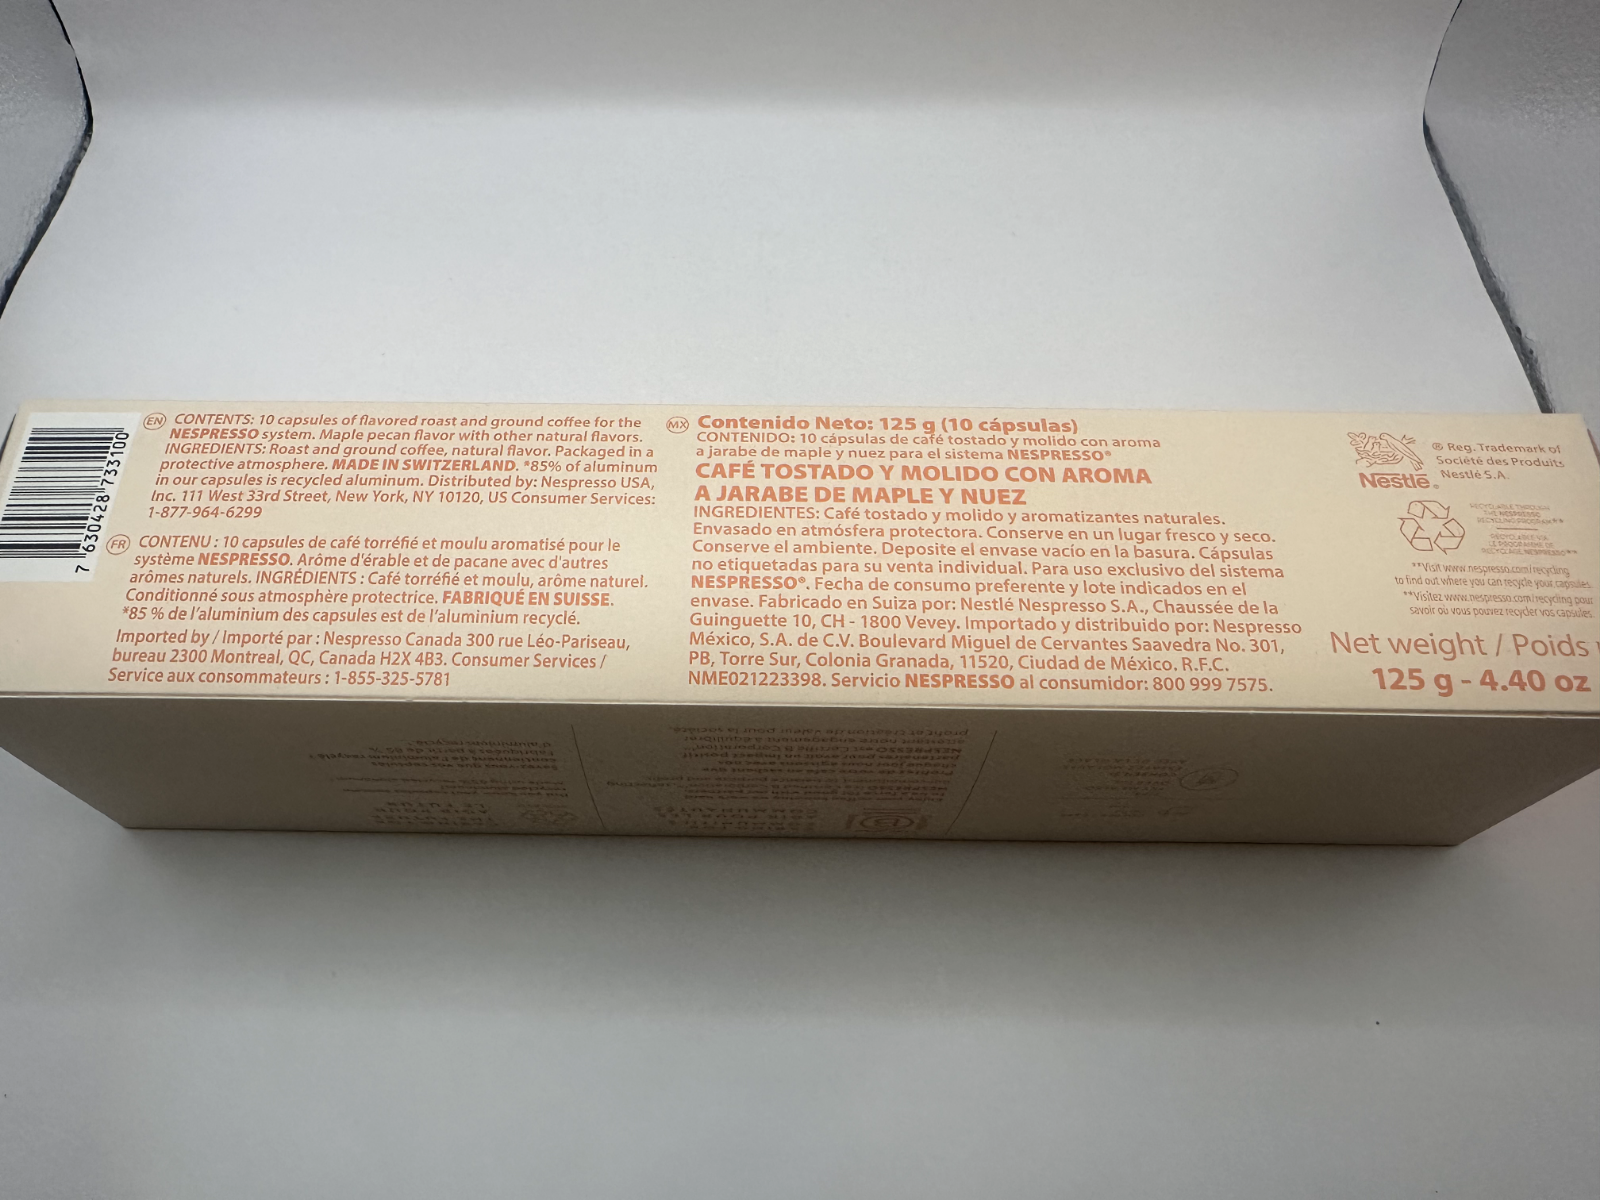 7 630428 733100
EN CONTENTS: 10 capsules of flavored roast and ground coffee for the
NESPRESSO system. Maple pecan flavor with other natural flavors.
INGREDIENTS: Roast and ground coffee, natural flavor. Packaged in a
protective atmosphere. MADE IN SWITZERLAND. *85% of aluminum
in our capsules is recycled aluminum. Distributed by: Nespresso USA,
Inc. 111 West 33rd Street, New York, NY 10120, US Consumer Services:
1-877-964-6299
FR CONTENU : 10 capsules de café torréfié et moulu aromatisé pour le
système NESPRESSO. Arôme d'érable et de pacane avec d'autres
arômes naturels. INGRÉDIENTS : Café torréfié et moulu, arôme naturel.
Conditionné sous atmosphère protectrice. FABRIQUÉ EN SUISSE.
*85 % de l'aluminium des capsules est de l'aluminium recyclé.
Imported by / Importé par : Nespresso Canada 300 rue Léo-Pariseau,
bureau 2300 Montreal, QC, Canada H2X 4B3. Consumer Services /
Service aux consommateurs : 1-855-325-5781
MX Contenido Neto: 125 g (10 cápsulas)
CONTENIDO: 10 cápsulas de café tostado y molido con aroma
a jarabe de maple y nuez para el sistema NESPRESSO®
CAFÉ TOSTADO Y MOLIDO CON AROMA
A JARABE DE MAPLE Y NUEZ
INGREDIENTES: Café tostado y molido y aromatizantes naturales.
Envasado en atmósfera protectora. Conserve en un lugar fresco y seco.
Conserve el ambiente. Deposite el envase vacío en la basura. Cápsulas
no etiquetadas para su venta individual. Para uso exclusivo del sistema
NESPRESSO®. Fecha de consumo preferente y lote indicados en el
envase. Fabricado en Suiza por: Nestlé Nespresso S.A., Chaussée de la
Guinguette 10, CH - 1800 Vevey. Importado y distribuido por: Nespresso
México, S.A. de C.V. Boulevard Miguel de Cervantes Saavedra No. 301,
PB, Torre Sur, Colonia Granada, 11520, Ciudad de México. R.F.C.
NME021223398. Servicio NESPRESSO al consumidor: 800 999 7575.
Nestlé®
® Reg. Trademark of
Société des Produits
Nestlé S.A.
RECYCLABLE THROUGH
THE NESPRESSO
RECYCLING PROGRAM**
RECYCLABLE VIA
LE PROGRAMME DE
RECYCLAGE NESPRESSO**
**Visit www.nespresso.com/recycling
to find out where you can recycle your capsules.
**Visitez www.nespresso.com/recycling pour
savoir où vous pouvez recycler vos capsules.
Net weight / Poids
125 g - 4.40 oz